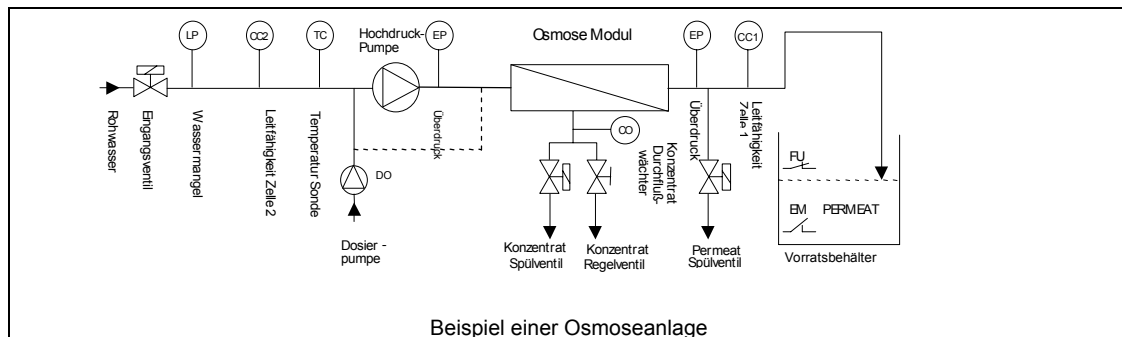 LP
CC2
TC
Hochdruck-
Pumpe
EP
Osmose Modul
EP
CC1
Rohwasser
Eingangsventil
Wassermangel
Leitfähigkeit Zelle 2
Temperatur Sonde
DO
Dosier -
pumpe
Überdruck
CO
Konzentrat
Durchfluß-
wächter
Konzentrat
Spülventil
Konzentrat
Regelventil
Überdruck
Leitfähigkeit
Zelle 1
Permeat
Spülventil
FU
EM PERMEAT
Vorratsbehälter
Beispiel einer Osmoseanlage